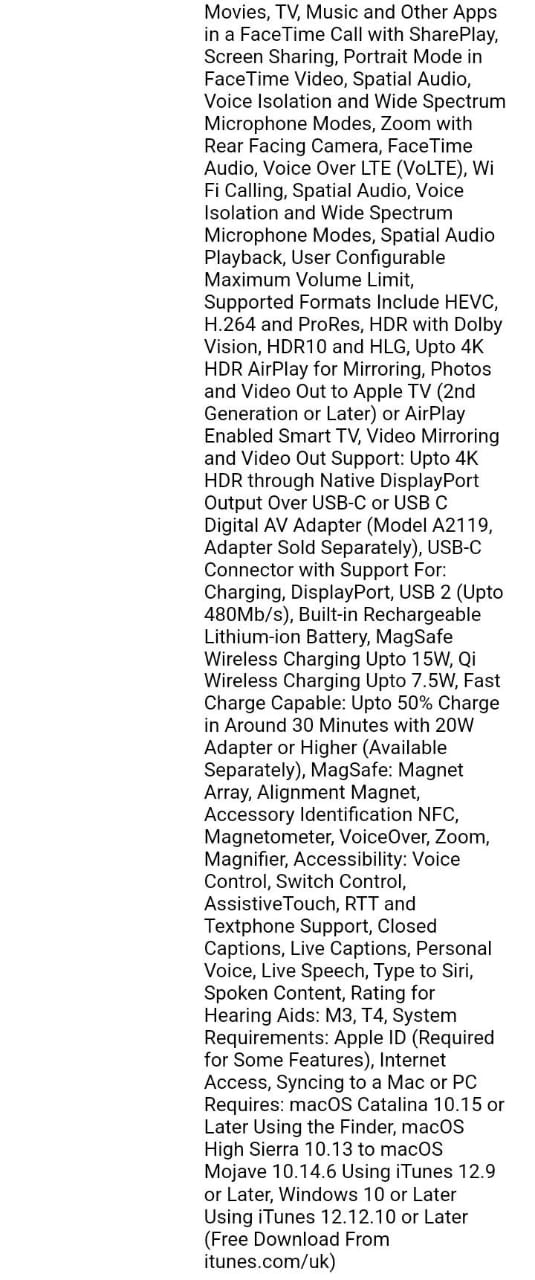 Movies, TV, Music and Other Apps
in a FaceTime Call with SharePlay,
Screen Sharing, Portrait Mode in
FaceTime Video, Spatial Audio,
Voice Isolation and Wide Spectrum
Microphone Modes, Zoom with
Rear Facing Camera, FaceTime
Audio, Voice Over LTE (VoLTE), Wi
Fi Calling, Spatial Audio, Voice
Isolation and Wide Spectrum
Microphone Modes, Spatial Audio
Playback, User Configurable
Maximum Volume Limit,
Supported Formats Include HEVC,
H.264 and ProRes, HDR with Dolby
Vision, HDR10 and HLG, Upto 4K
HDR AirPlay for Mirroring, Photos
and Video Out to Apple TV (2nd
Generation or Later) or AirPlay
Enabled Smart TV, Video Mirroring
and Video Out Support: Upto 4K
HDR through Native DisplayPort
Output Over USB-C or USB C
Digital AV Adapter (Model A2119,
Adapter Sold Separately), USB-C
Connector with Support For:
Charging, DisplayPort, USB 2 (Upto
480Mb/s), Built-in Rechargeable
Lithium-ion Battery, MagSafe
Wireless Charging Upto 15W, Qi
Wireless Charging Upto 7.5W, Fast
Charge Capable: Upto 50% Charge
in Around 30 Minutes with 20W
Adapter or Higher (Available
Separately), MagSafe: Magnet
Array, Alignment Magnet,
Accessory Identification NFC,
Magnetometer, VoiceOver, Zoom,
Magnifier, Accessibility: Voice
Control, Switch Control,
AssistiveTouch, RTT and
Textphone Support, Closed
Captions, Live Captions, Personal
Voice, Live Speech, Type to Siri,
Spoken Content, Rating for
Hearing Aids: M3, T4, System
Requirements: Apple ID (Required
for Some Features), Internet
Access, Syncing to a Mac or PC
Requires: macOS Catalina 10.15 or
Later Using the Finder, macOS
High Sierra 10.13 to macOS
Mojave 10.14.6 Using iTunes 12.9
or Later, Windows 10 or Later
Using iTunes 12.12.10 or Later
(Free Download From
itunes.com/uk)